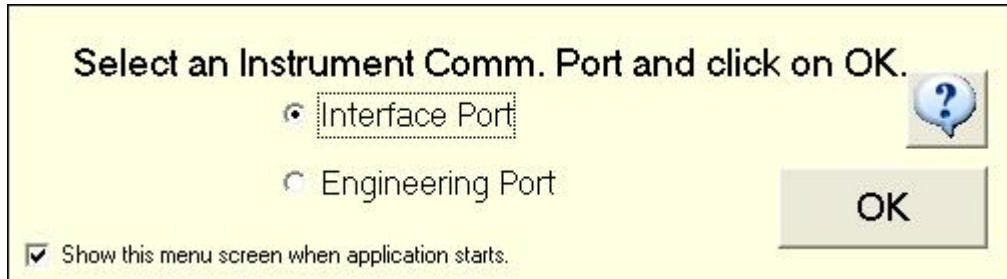 Select an Instrument Comm. Port and click on OK.
Interface Port
?
Engineering Port
OK
Show this menu screen when application starts.